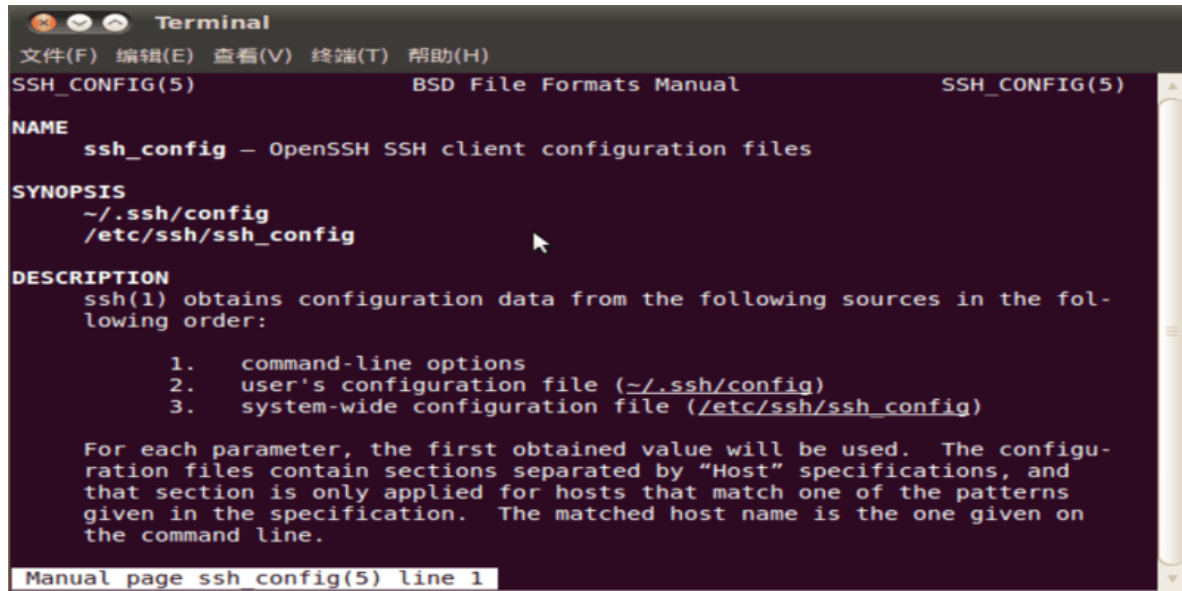 Terminal
文件(F) 编辑(E) 查看(V) 终端(T) 帮助(H)
SSH_CONFIG(5) BSD File Formats Manual SSH_CONFIG(5)
NAME
ssh_config — OpenSSH SSH client configuration files
SYNOPSIS
~/.ssh/config
/etc/ssh/ssh_config
DESCRIPTION
ssh(1) obtains configuration data from the following sources in the fol-
lowing order:
1. command-line options
2. user's configuration file (~/.ssh/config)
3. system-wide configuration file (/etc/ssh/ssh_config)
For each parameter, the first obtained value will be used. The configu-
ration files contain sections separated by “Host” specifications, and
that section is only applied for hosts that match one of the patterns
given in the specification. The matched host name is the one given on
the command line.
Manual page ssh_config(5) line 1